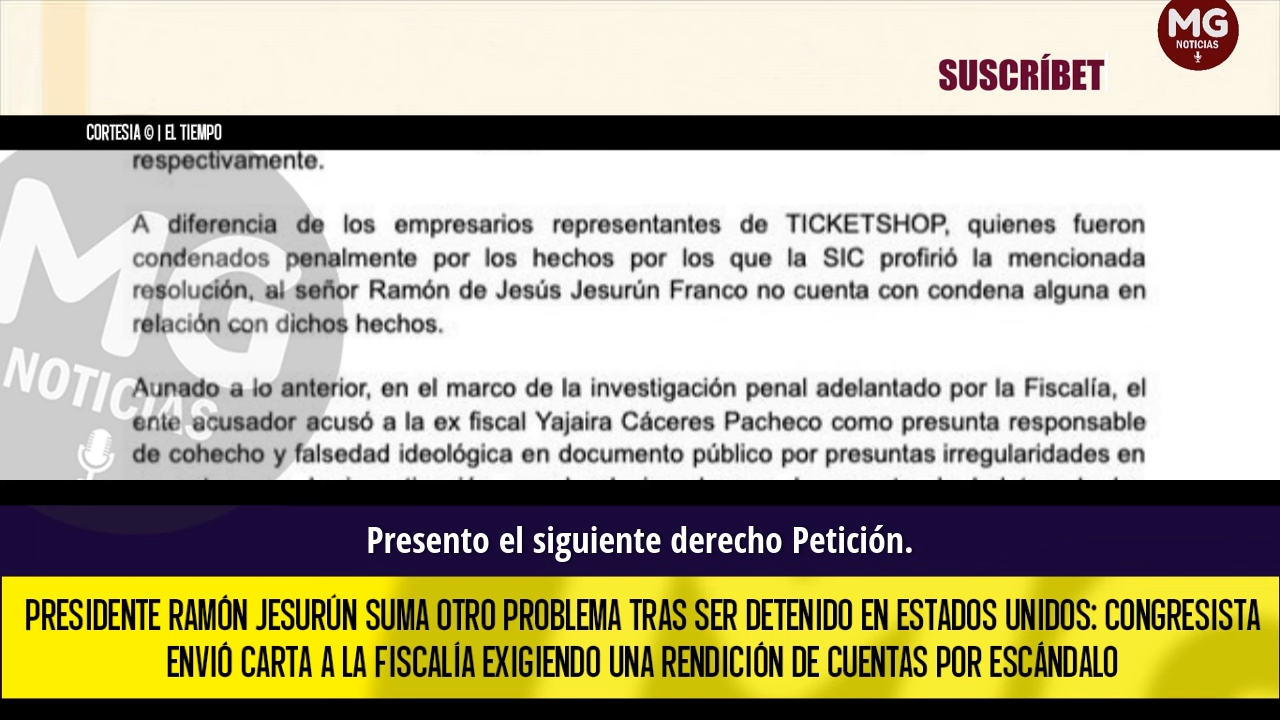 MG
NOTICIAS
SUSCRÍBET
CORTESIA © | EL TIEMPO
respectivamente.
A diferencia de los empresarios representantes de TICKETSHOP, quienes fueron
condenados penalmente por los hechos por los que la SIC profirió la mencionada
resolución, al señor Ramón de Jesús Jesurún Franco no cuenta con condena alguna en
relación con dichos hechos.
Aunado a lo anterior, en el marco de la investigación penal adelantado por la Fiscalía, el
ente acusador acusó a la ex fiscal Yajaira Cáceres Pacheco como presunta responsable
de cohecho y falsedad ideológica en documento público por presuntas irregularidades en
MG
NOTICIAS
Presento el siguiente derecho Petición.
PRESIDENTE RAMÓN JESURÚN SUMA OTRO PROBLEMA TRAS SER DETENIDO EN ESTADOS UNIDOS: CONGRESISTA
ENVIÓ CARTA A LA FISCALÍA EXIGIENDO UNA RENDICIÓN DE CUENTAS POR ESCÁNDALO